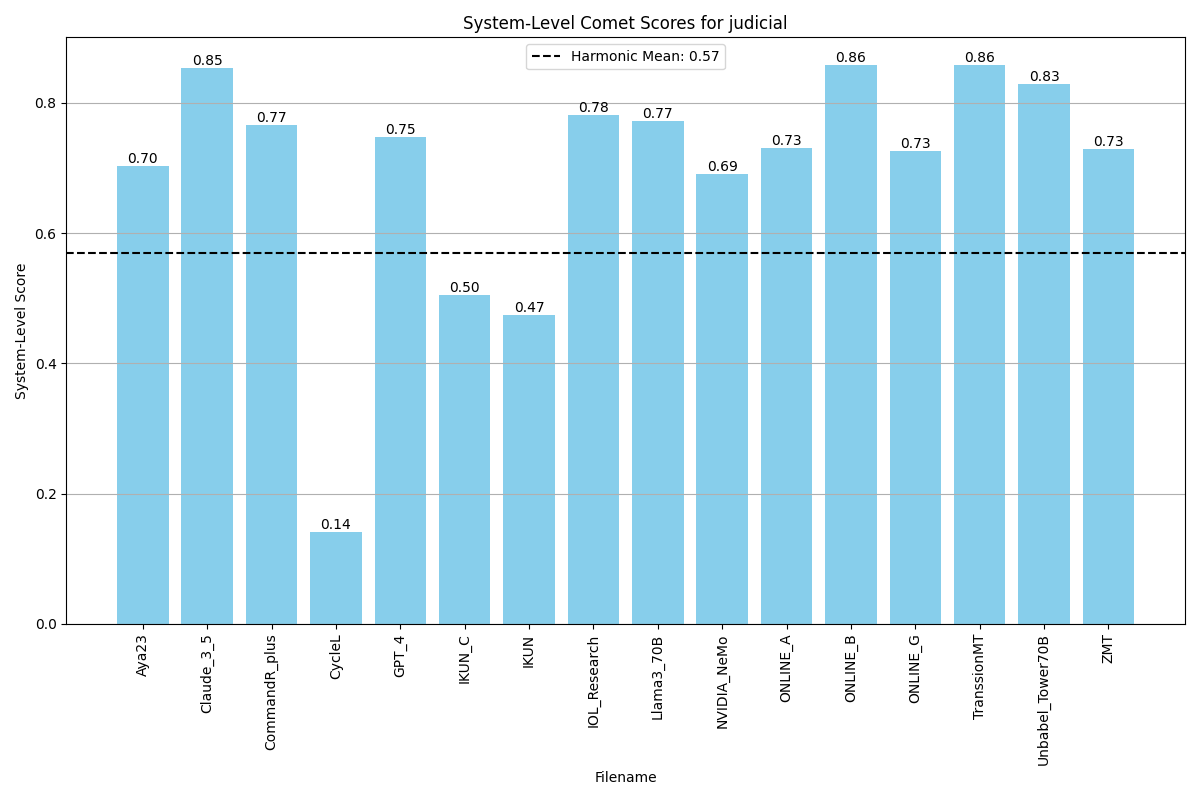 System-Level Comet Scores for judicial
Harmonic Mean: 0.57
System-Level Score
0.8
0.6
0.4
0.2
0.0
0.70
0.85
0.77
0.14
0.75
0.50
0.47
0.78
0.77
0.69
0.73
0.86
0.73
0.86
0.83
0.73
Aya23
Claude_3_5
CommandR_plus
CycleL
GPT_4
IKUN_C
IKUN
IOL_Research
Llama3_70B
NVIDIA_NeMo
ONLINE_A
ONLINE_B
ONLINE_G
TranssionMT
Unbabel_Tower70B
ZMT
Filename